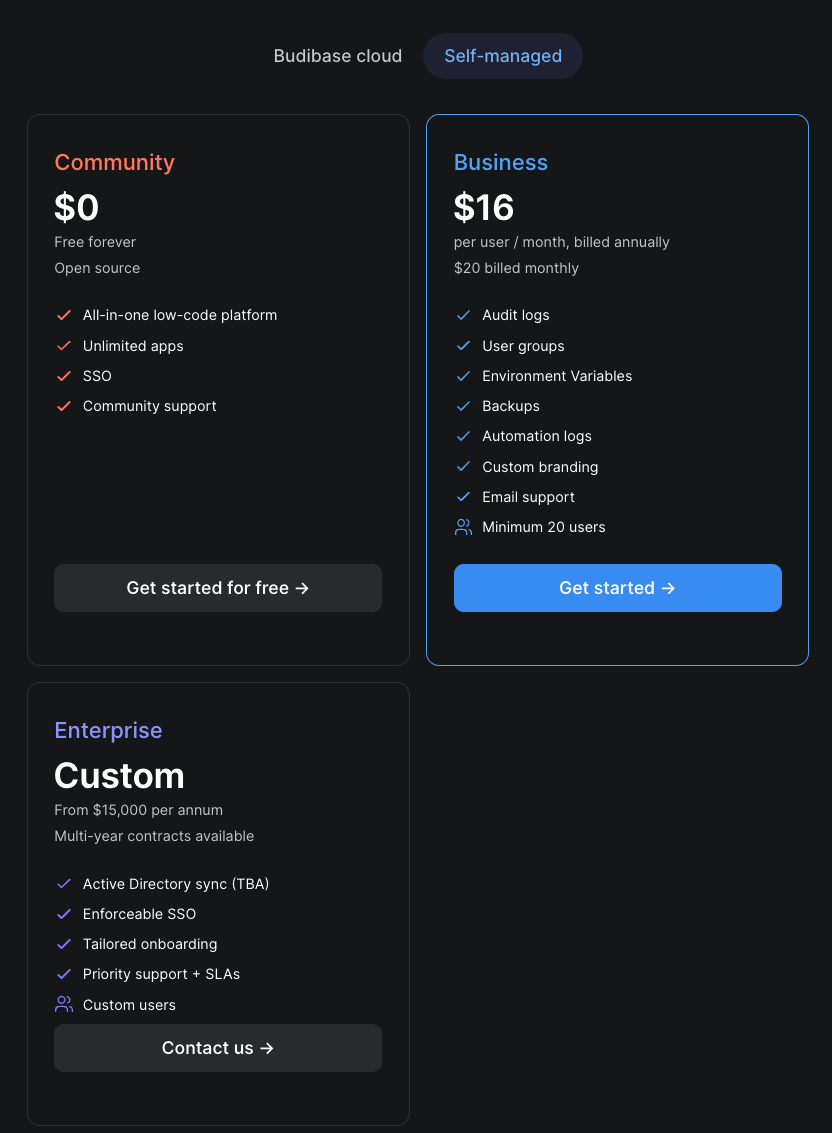 Budibase cloud
Self-managed
Community
$0
Free forever
Open source
All-in-one low-code platform
Unlimited apps
SSO
Community support
Get started for free →
Business
$16
per user / month, billed annually
$20 billed monthly
Audit logs
User groups
Environment Variables
Backups
Automation logs
Custom branding
Email support
Minimum 20 users
Get started →
Enterprise
Custom
From $15,000 per annum
Multi-year contracts available
Active Directory sync (TBA)
Enforceable SSO
Tailored onboarding
Priority support + SLAs
Custom users
Contact us →